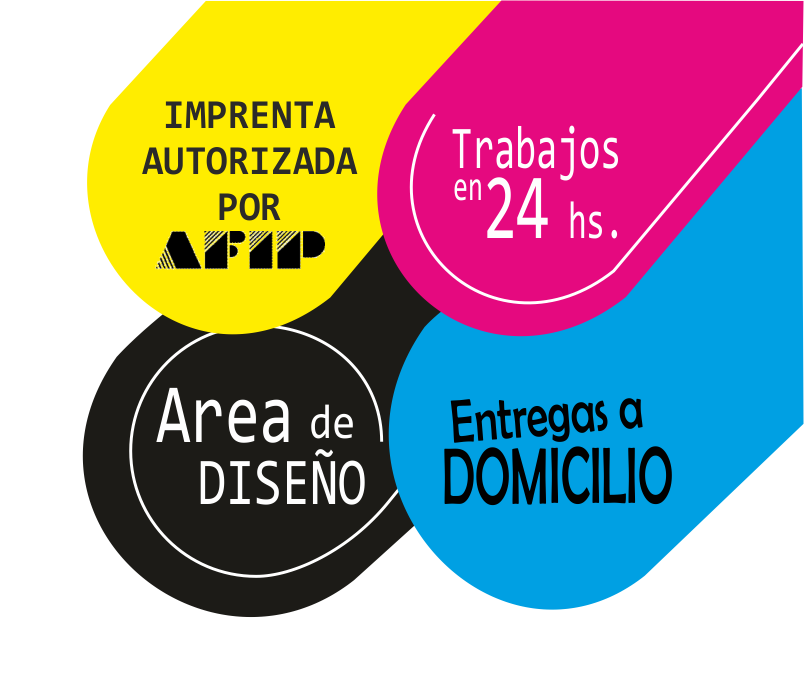 IMPRENTA
AUTORIZADA
POR
AFIP
Trabajos
en 24 hs.
Area de
DISEÑO
Entregas a
DOMICILIO